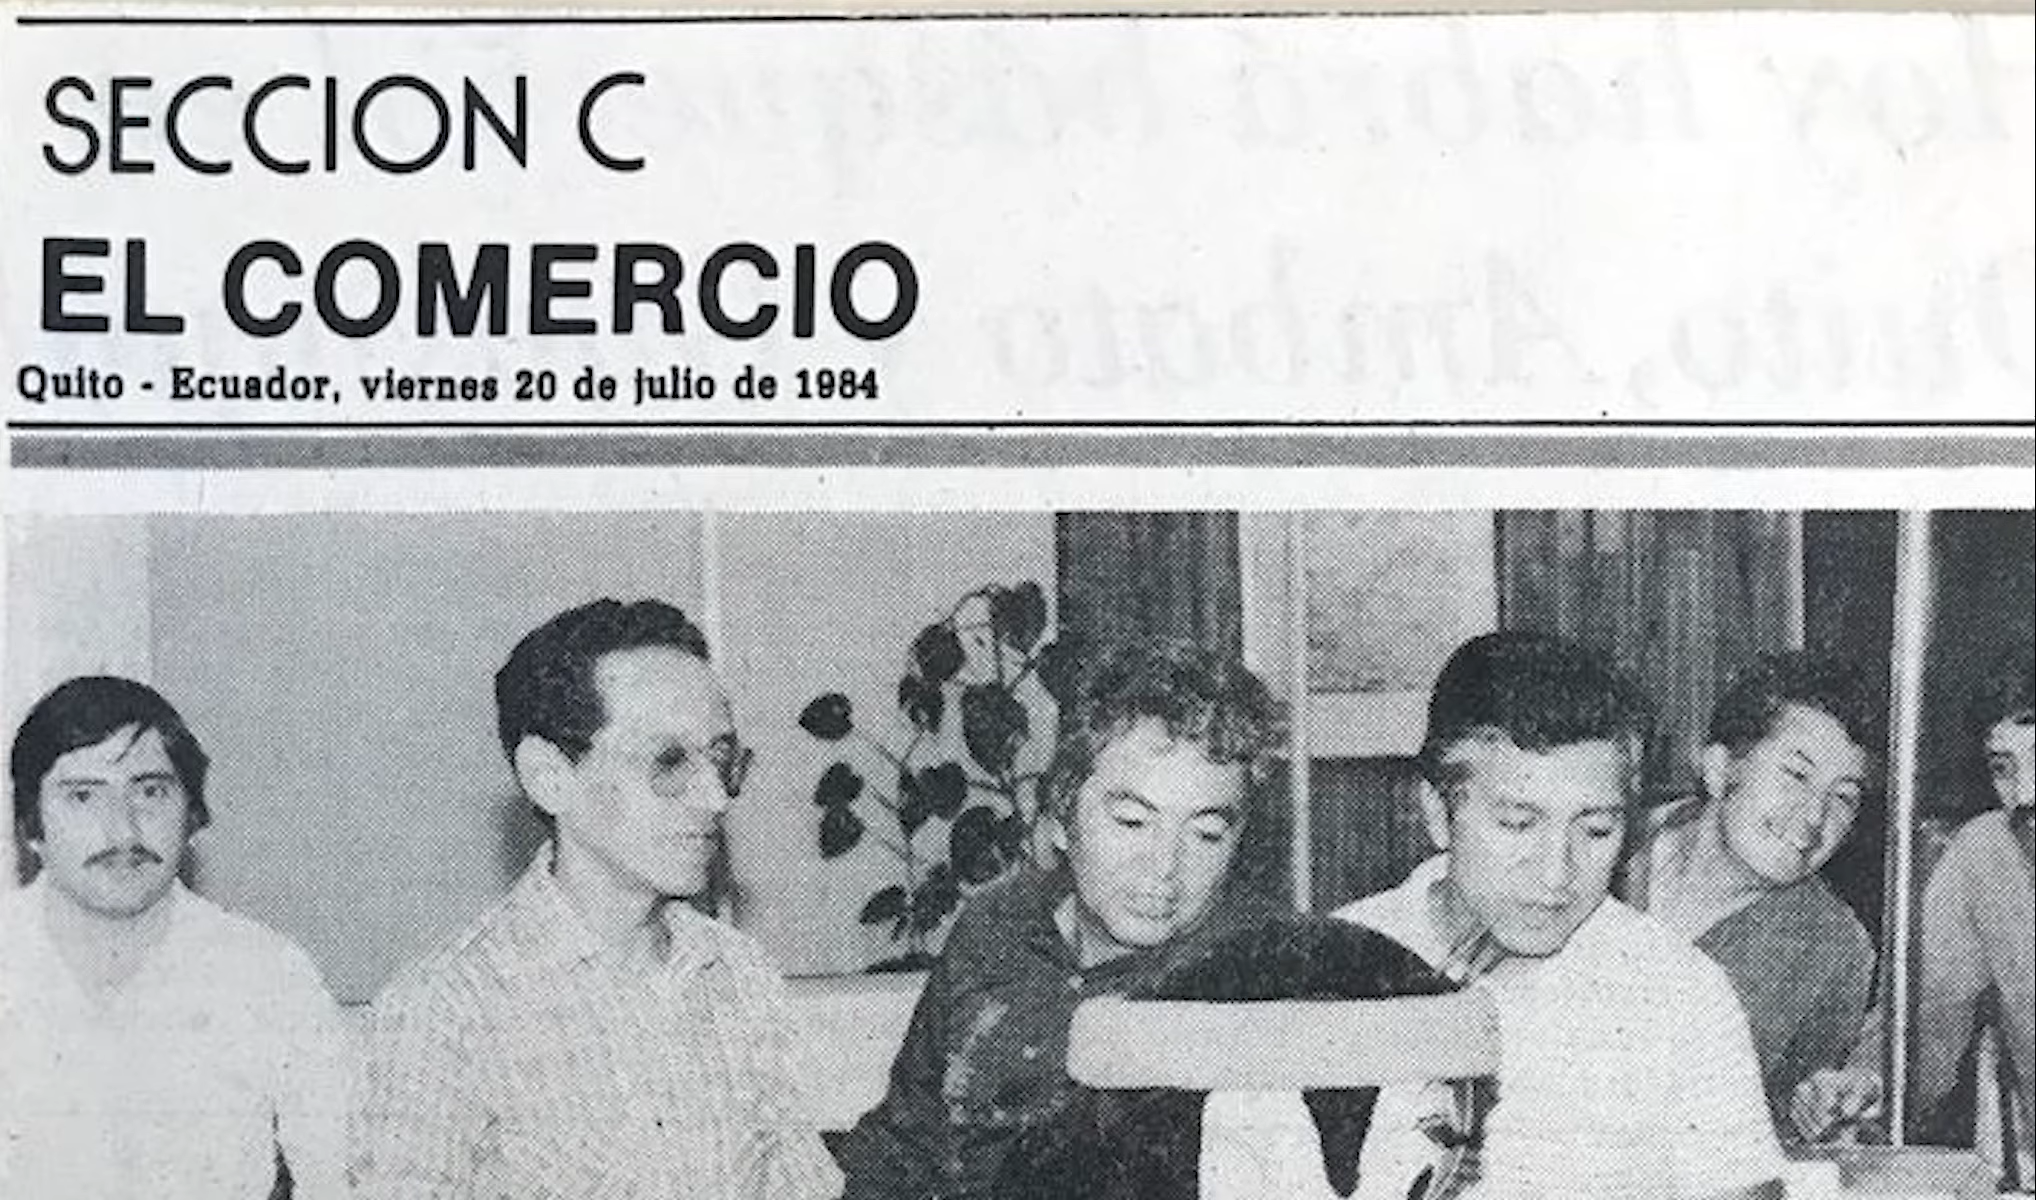 SECCION C
EL COMERCIO
Quito - Ecuador, viernes 20 de julio de 1984